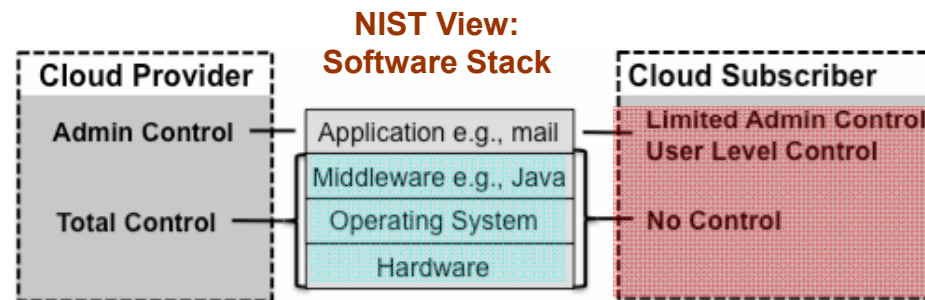 NIST View:
Software Stack
Cloud Provider
Cloud Subscriber
Admin Control
Application e.g., mail
Limited Admin Control
User Level Control
Middleware e.g., Java
Total Control
Operating System
No Control
Hardware